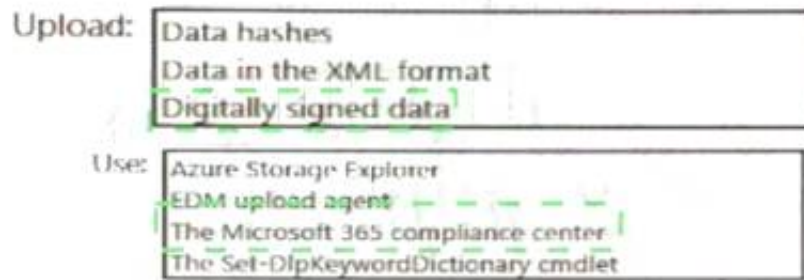 Upload:
Data hashes
Data in the XML format
Digitally signed data
Use:
Azure Storage Explorer
EDM upload agent
The Microsoft 365 compliance center
The Set-DlpKeywordDictionary cmdlet